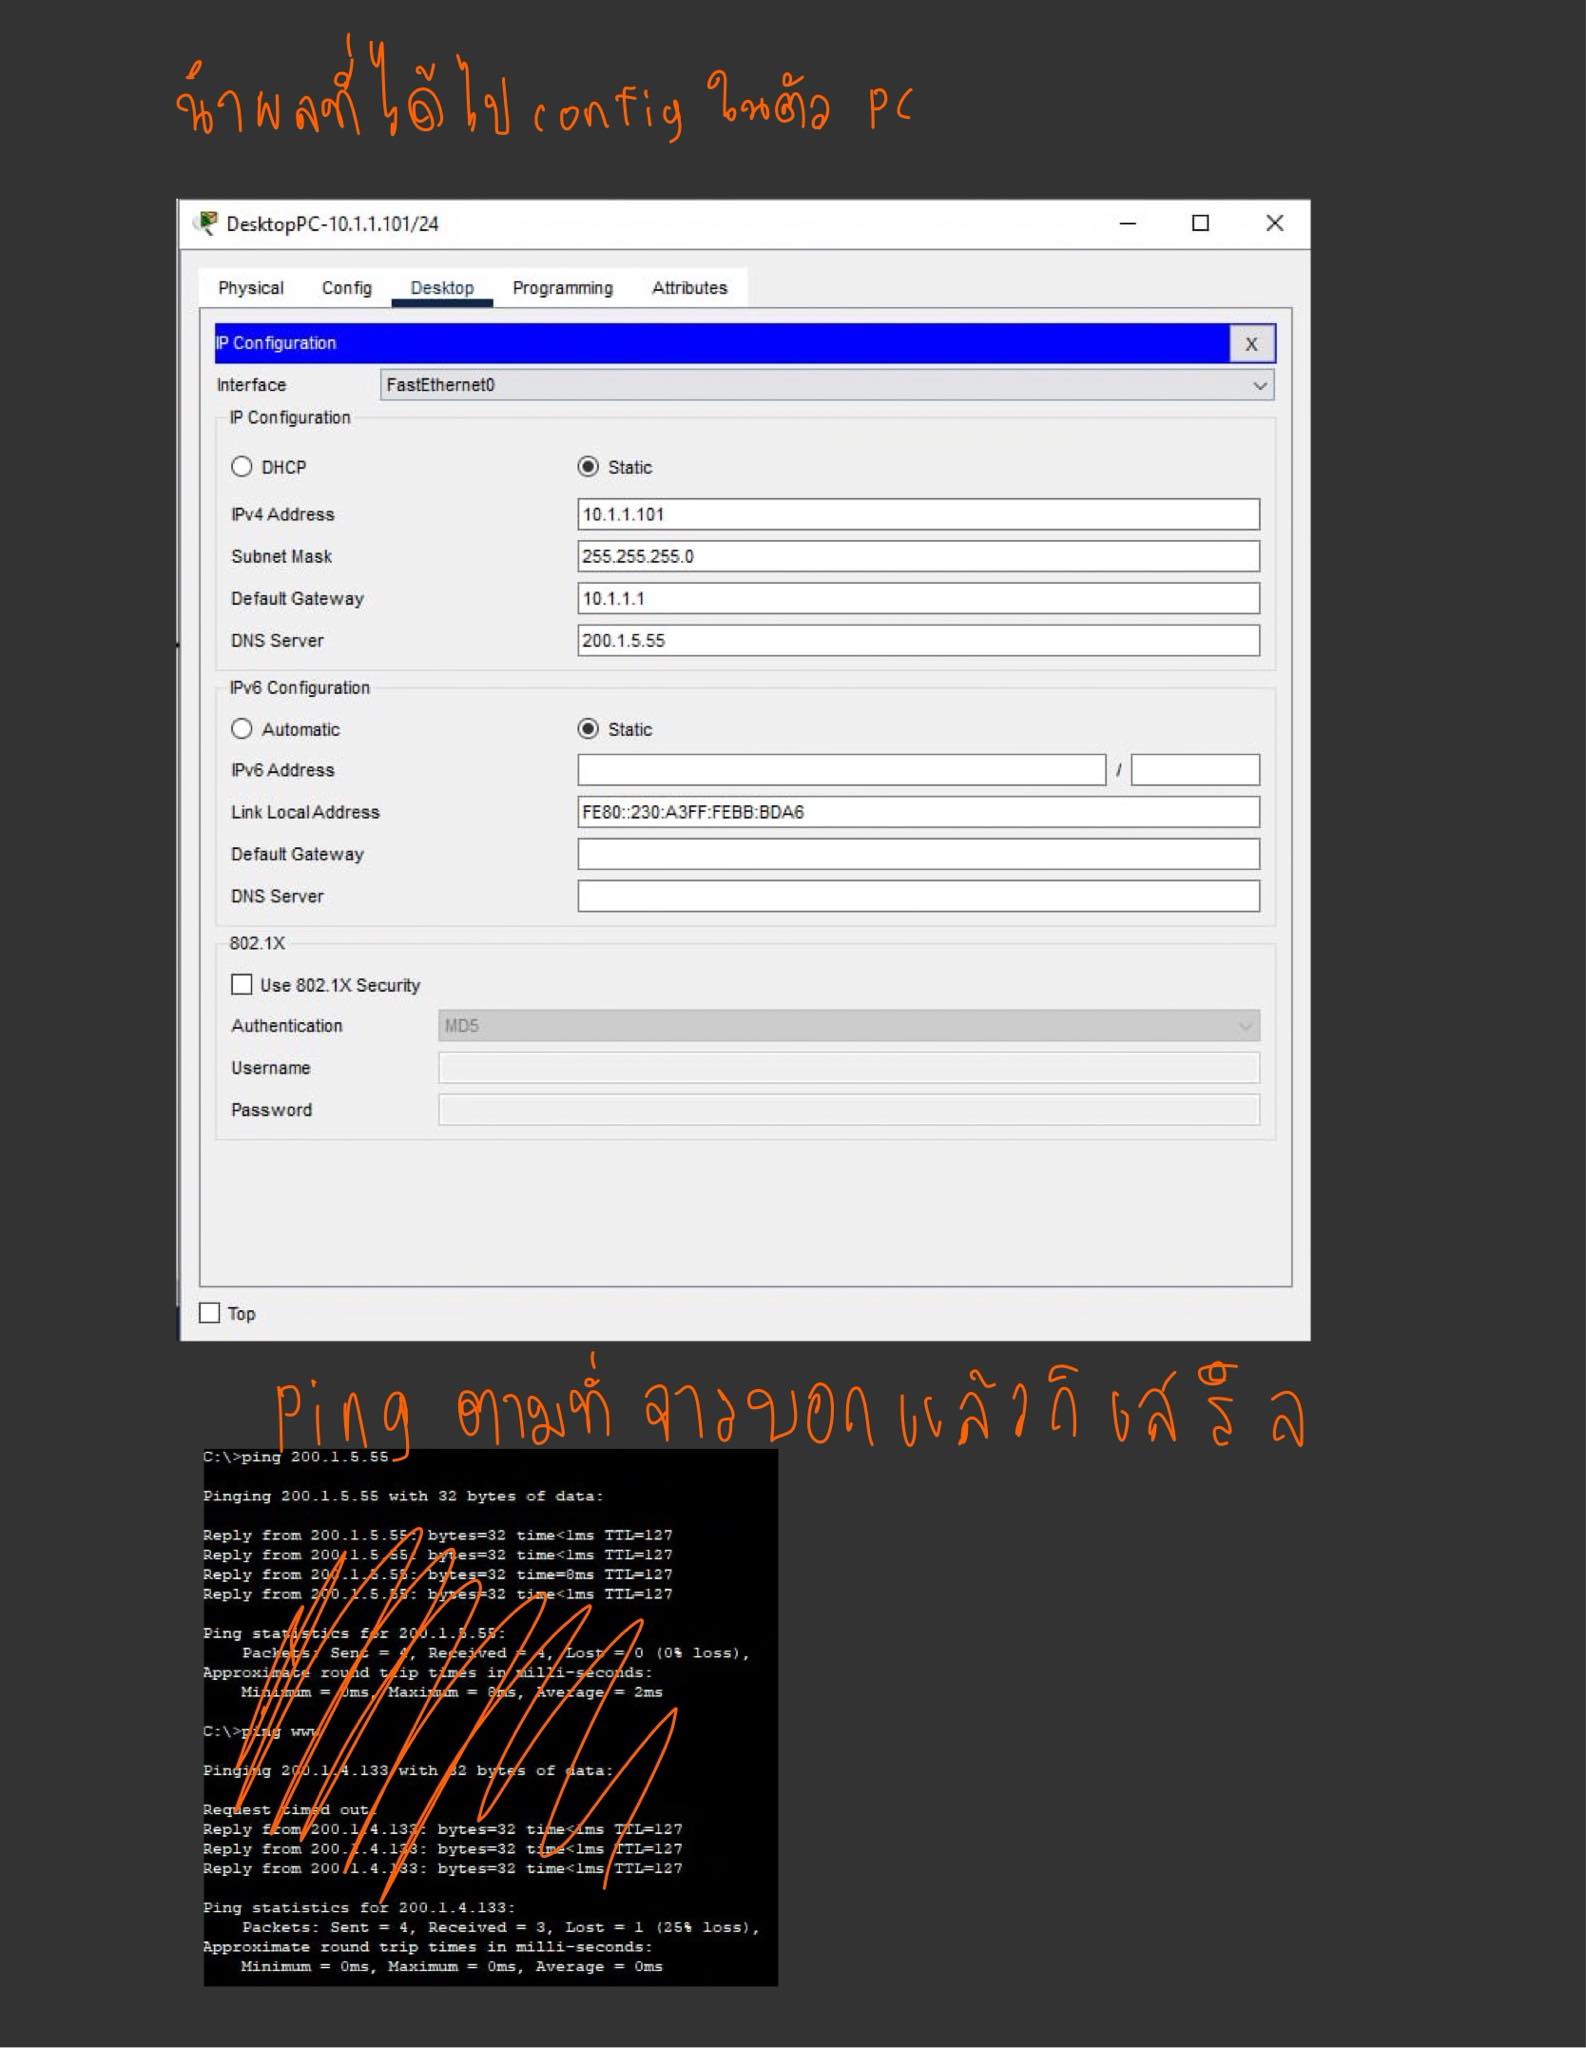 นำผลที่ได้ไป config ในตัว PC
DesktopPC-10.1.1.101/24
Physical Config Desktop Programming Attributes
IP Configuration X
Interface FastEthernet0
IP Configuration
DHCP Static
IPv4 Address 10.1.1.101
Subnet Mask 255.255.255.0
Default Gateway 10.1.1.1
DNS Server 200.1.5.55
IPv6 Configuration
Automatic Static
IPv6 Address /
Link Local Address FE80::230:A3FF:FEBB:BDA6
Default Gateway
DNS Server
802.1X
Use 802.1X Security
Authentication MD5
Username
Password
Top
Ping ตามที่ จารบอก แล้วก็ เสร็จ
C:\>ping 200.1.5.55
Pinging 200.1.5.55 with 32 bytes of data:
Reply from 200.1.5.55: bytes=32 time<1ms TTL=127
Reply from 200.1.5.55: bytes=32 time<1ms TTL=127
Reply from 200.1.5.55: bytes=32 time=8ms TTL=127
Reply from 200.1.5.55: bytes=32 time<1ms TTL=127
Ping statistics for 200.1.5.55:
Packets: Sent = 4, Received = 4, Lost = 0 (0% loss),
Approximate round trip times in milli-seconds:
Minimum = 0ms, Maximum = 8ms, Average = 2ms
C:\>ping www
Pinging 200.1.4.133 with 32 bytes of data:
Request timed out.
Reply from 200.1.4.133: bytes=32 time<1ms TTL=127
Reply from 200.1.4.133: bytes=32 time<1ms TTL=127
Reply from 200.1.4.133: bytes=32 time<1ms TTL=127
Ping statistics for 200.1.4.133:
Packets: Sent = 4, Received = 3, Lost = 1 (25% loss),
Approximate round trip times in milli-seconds:
Minimum = 0ms, Maximum = 0ms, Average = 0ms